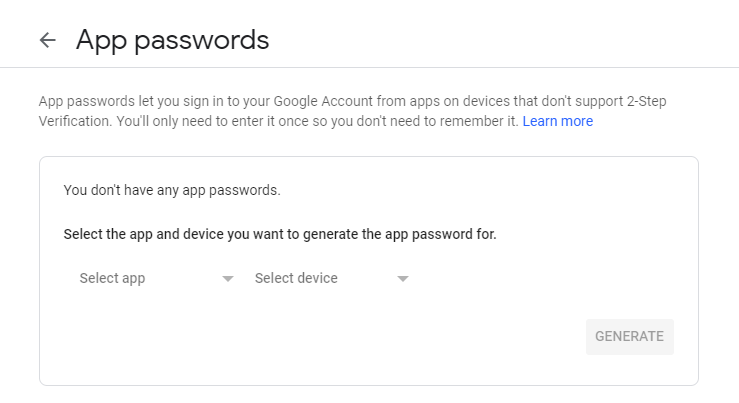 App passwords
App passwords let you sign in to your Google Account from apps on devices that don't support 2-Step
Verification. You'll only need to enter it once so you don't need to remember it. Learn more
You don't have any app passwords.
Select the app and device you want to generate the app password for.
Select app Select device
GENERATE